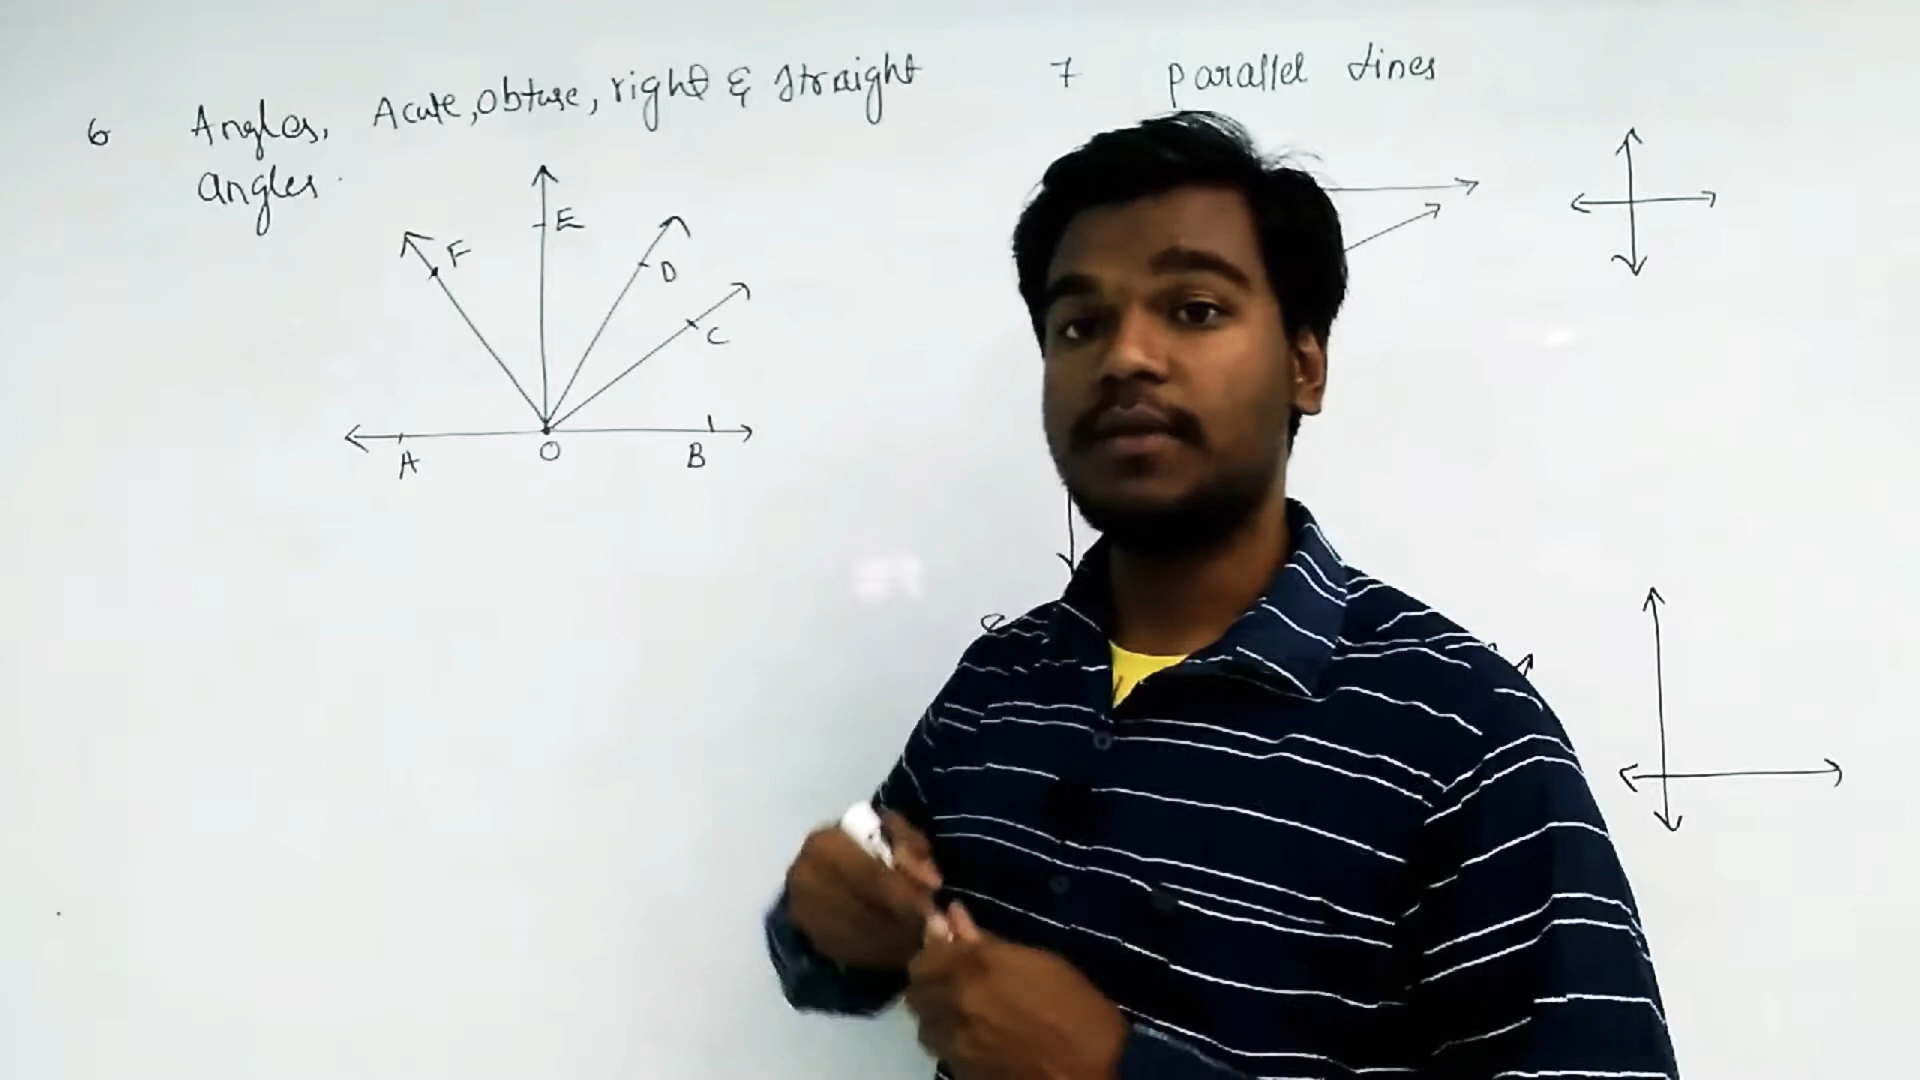 6 Angles, Acute, Obtuse, right & straight
angles.
F
E
D
C
A
O
B
7 parallel lines